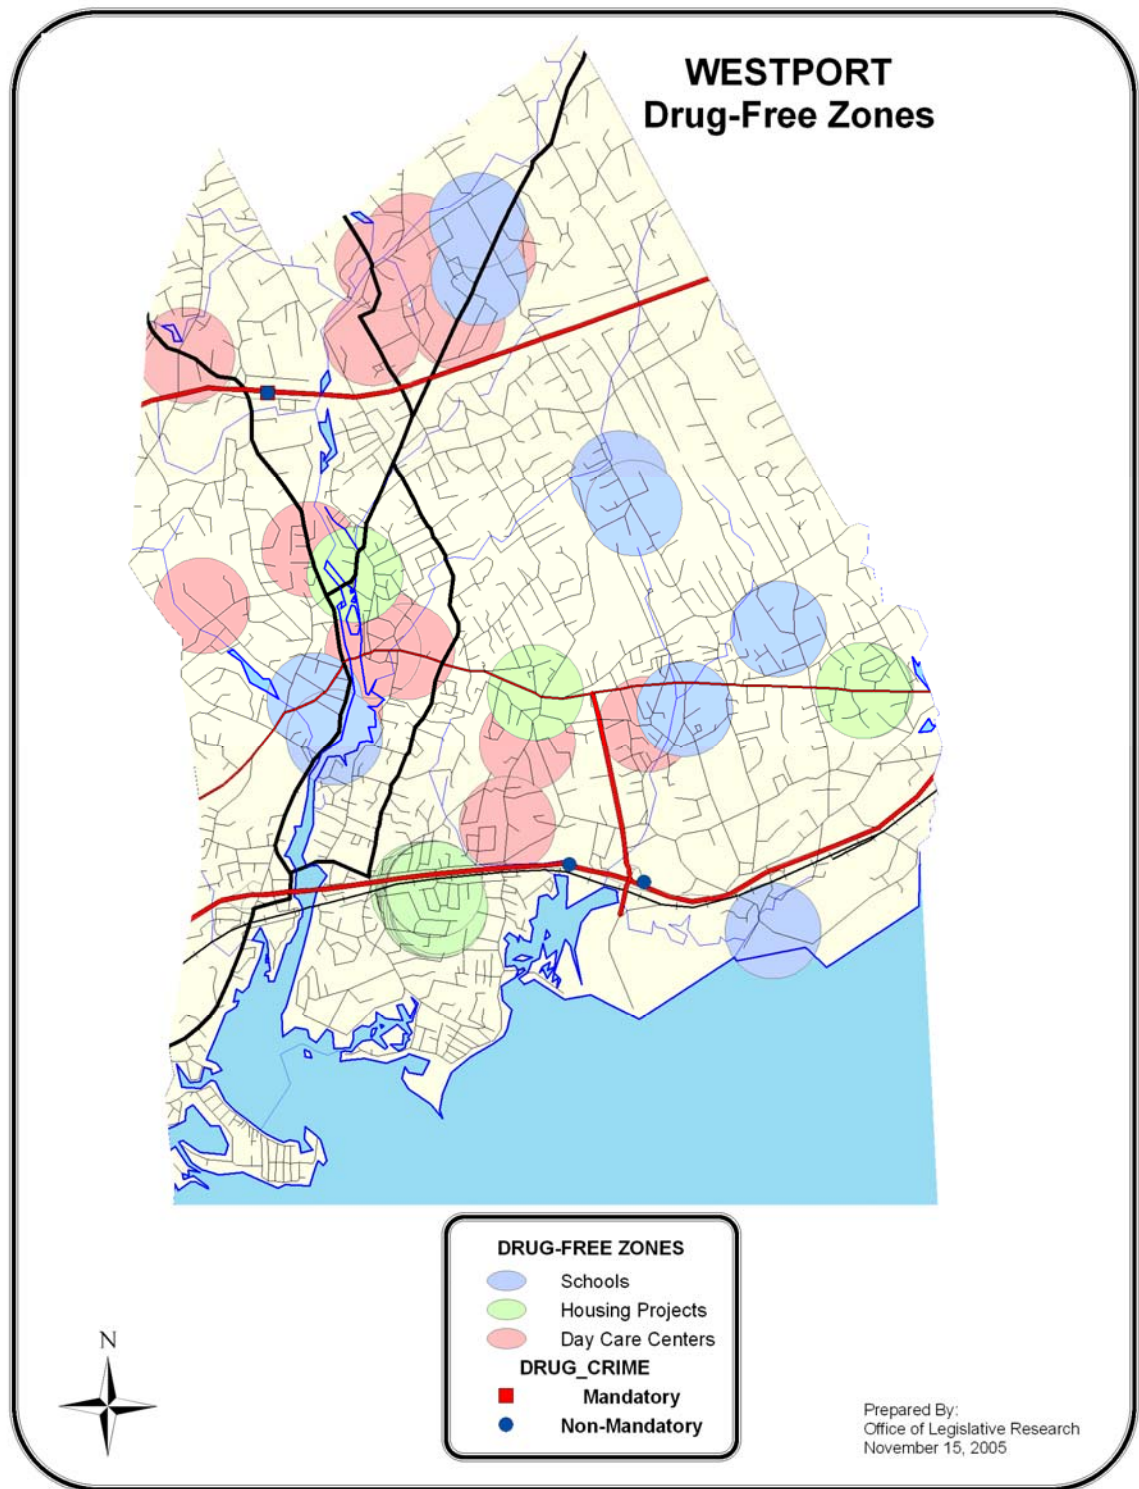 WESTPORT
Drug-Free Zones
DRUG-FREE ZONES
Schools
Housing Projects
Day Care Centers
DRUG_CRIME
Mandatory
Non-Mandatory
N
Prepared By:
Office of Legislative Research
November 15, 2005